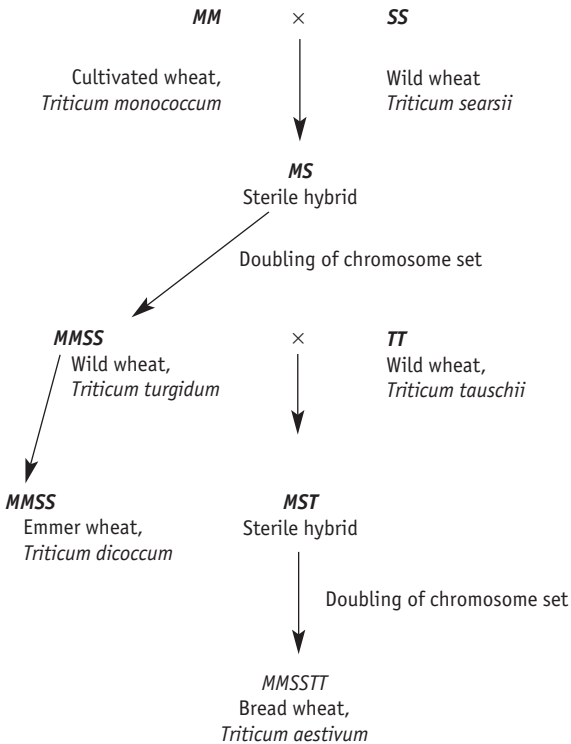 MM × SS
Cultivated wheat, Wild wheat
Triticum monococcum Triticum searsii
MS
Sterile hybrid
Doubling of chromosome set
MMSS × TT
Wild wheat, Wild wheat,
Triticum turgidum Triticum tauschii
MMSS MST
Emmer wheat, Sterile hybrid
Triticum dicoccum
Doubling of chromosome set
MMSSTT
Bread wheat,
Triticum aestivum